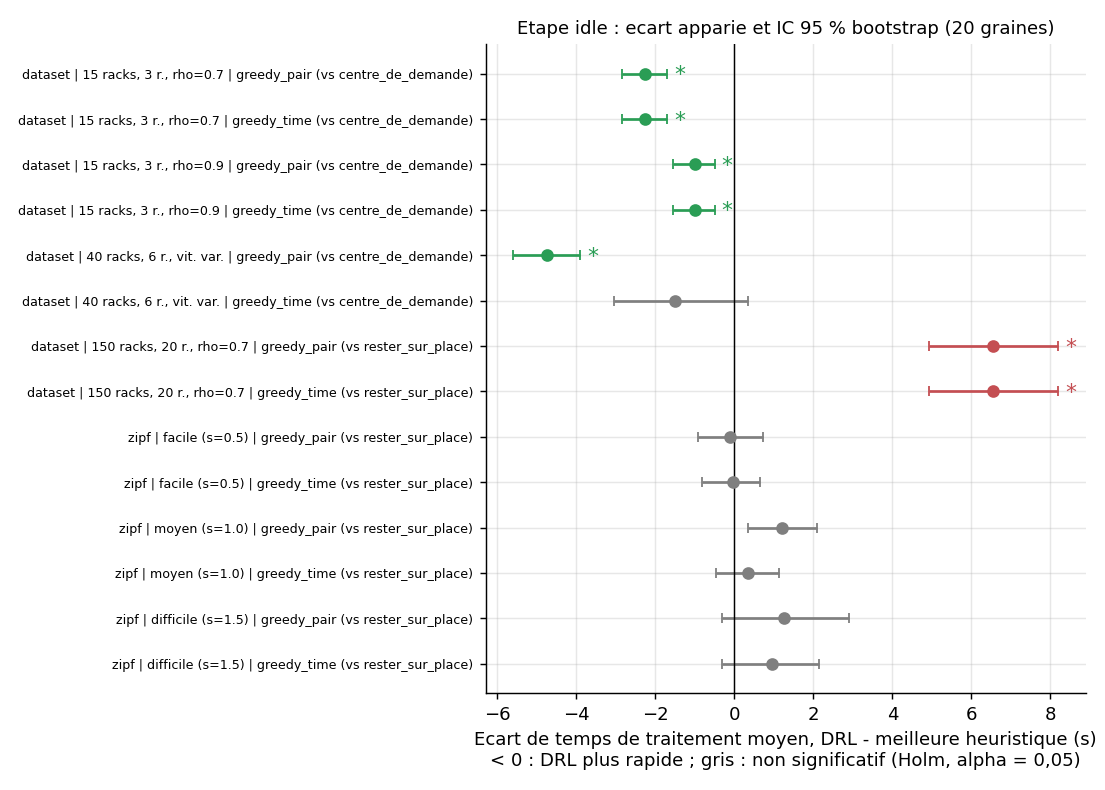 Etape idle : ecart apparie et IC 95 % bootstrap (20 graines)
dataset | 15 racks, 3 r., rho=0.7 | greedy_pair (vs centre_de_demande)
*
dataset | 15 racks, 3 r., rho=0.7 | greedy_time (vs centre_de_demande)
*
dataset | 15 racks, 3 r., rho=0.9 | greedy_pair (vs centre_de_demande)
*
dataset | 15 racks, 3 r., rho=0.9 | greedy_time (vs centre_de_demande)
*
dataset | 40 racks, 6 r., vit. var. | greedy_pair (vs centre_de_demande)
*
dataset | 40 racks, 6 r., vit. var. | greedy_time (vs centre_de_demande)
dataset | 150 racks, 20 r., rho=0.7 | greedy_pair (vs rester_sur_place)
*
dataset | 150 racks, 20 r., rho=0.7 | greedy_time (vs rester_sur_place)
*
zipf | facile (s=0.5) | greedy_pair (vs rester_sur_place)
zipf | facile (s=0.5) | greedy_time (vs rester_sur_place)
zipf | moyen (s=1.0) | greedy_pair (vs rester_sur_place)
zipf | moyen (s=1.0) | greedy_time (vs rester_sur_place)
zipf | difficile (s=1.5) | greedy_pair (vs rester_sur_place)
zipf | difficile (s=1.5) | greedy_time (vs rester_sur_place)
−6 −4 −2 0 2 4 6 8
Ecart de temps de traitement moyen, DRL - meilleure heuristique (s)
< 0 : DRL plus rapide ; gris : non significatif (Holm, alpha = 0,05)